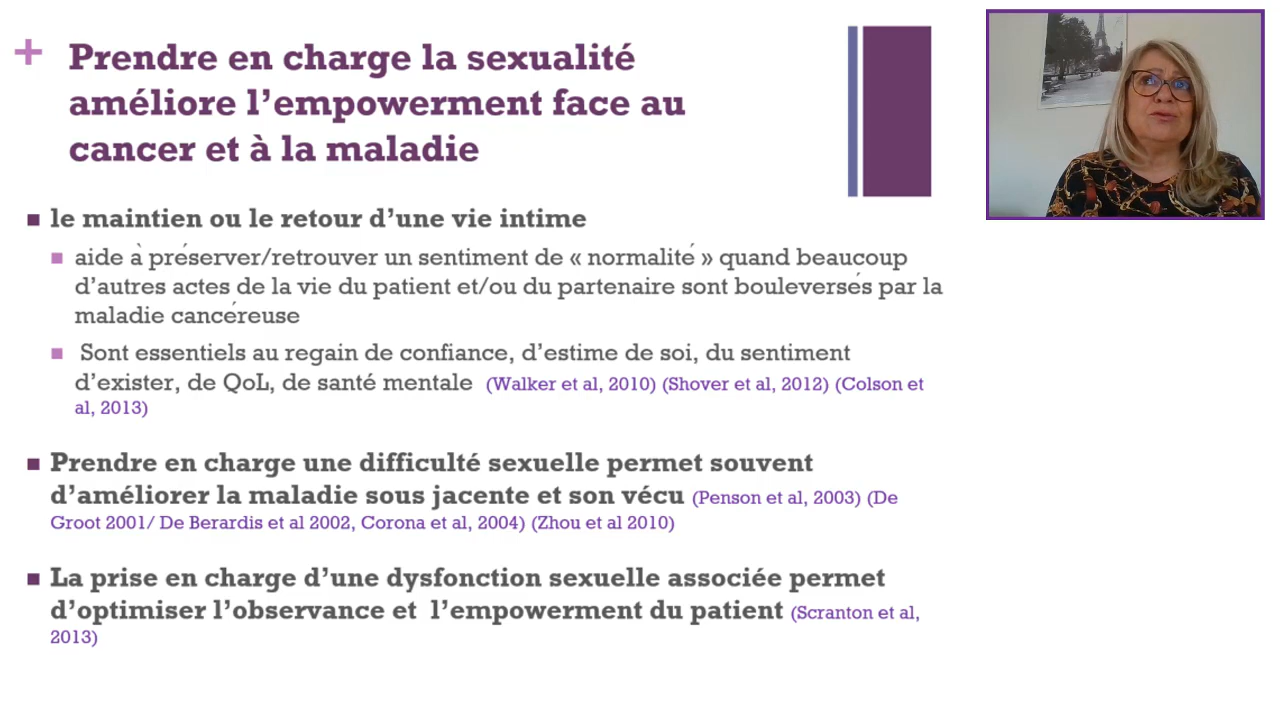 + Prendre en charge la sexualité
améliore l’empowerment face au
cancer et à la maladie
■ le maintien ou le retour d’une vie intime
■ aide à préserver/retrouver un sentiment de « normalité » quand beaucoup
d’autres actes de la vie du patient et/ou du partenaire sont bouleversés par la
maladie cancéreuse
■ Sont essentiels au regain de confiance, d’estime de soi, du sentiment
d’exister, de QoL, de santé mentale (Walker et al, 2010) (Shover et al, 2012) (Colson et
al, 2013)
■ Prendre en charge une difficulté sexuelle permet souvent
d’améliorer la maladie sous jacente et son vécu (Penson et al, 2003) (De
Groot 2001/ De Berardis et al 2002, Corona et al, 2004) (Zhou et al 2010)
■ La prise en charge d’une dysfonction sexuelle associée permet
d’optimiser l’observance et l’empowerment du patient (Scranton et al,
2013)